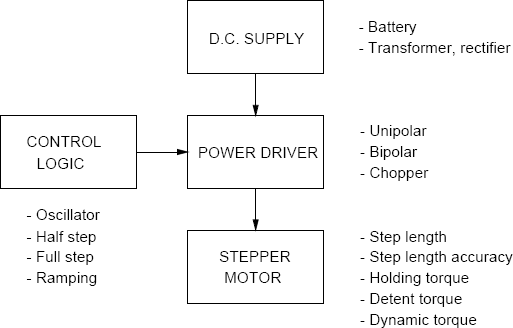 D.C. SUPPLY
- Battery
- Transformer, rectifier
CONTROL
LOGIC
POWER DRIVER
- Unipolar
- Bipolar
- Chopper
- Oscillator
- Half step
- Full step
- Ramping
STEPPER
MOTOR
- Step length
- Step length accuracy
- Holding torque
- Detent torque
- Dynamic torque